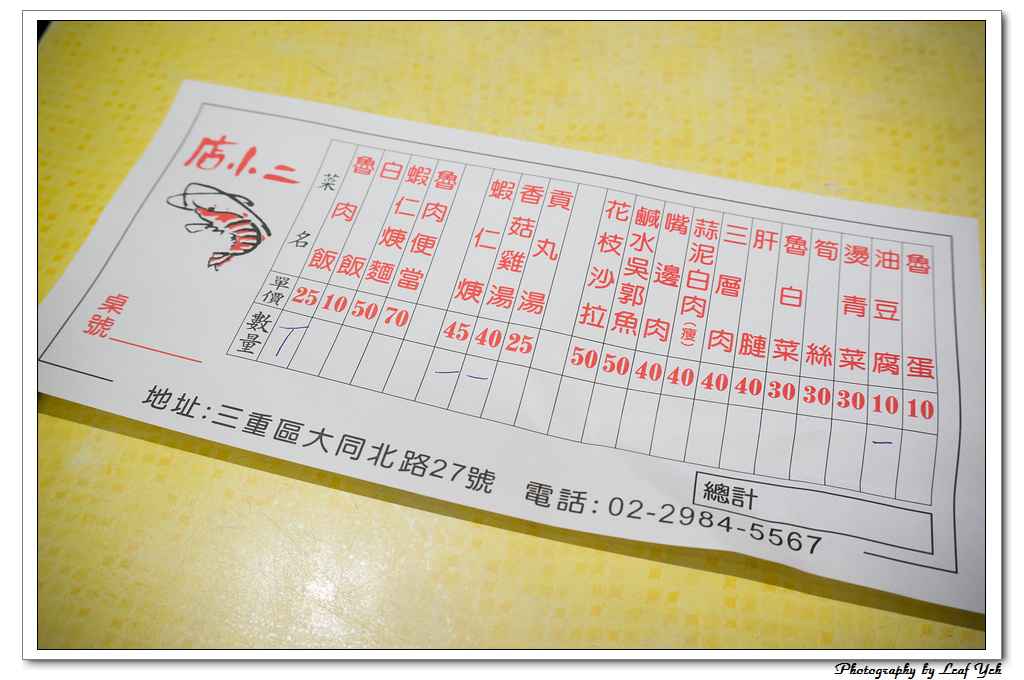 店小二
桌號
菜名 單價 數量
魯肉飯 25 丅
白飯 10
蝦仁焿麵 50
魯肉便當 70
蝦仁焿 45 一
香菇雞湯 40 一
貢丸湯 25
花枝沙拉 50
鹹水吳郭魚 50
嘴邊肉 40
蒜泥白肉(瘦) 40
三層肉 40
肝腱 40
魯白菜 30
筍絲 30
燙青菜 30
油豆腐 10 一
魯蛋 10
總計
地址:三重區大同北路27號 電話:02-2984-5567
Photography by Leaf Yeh